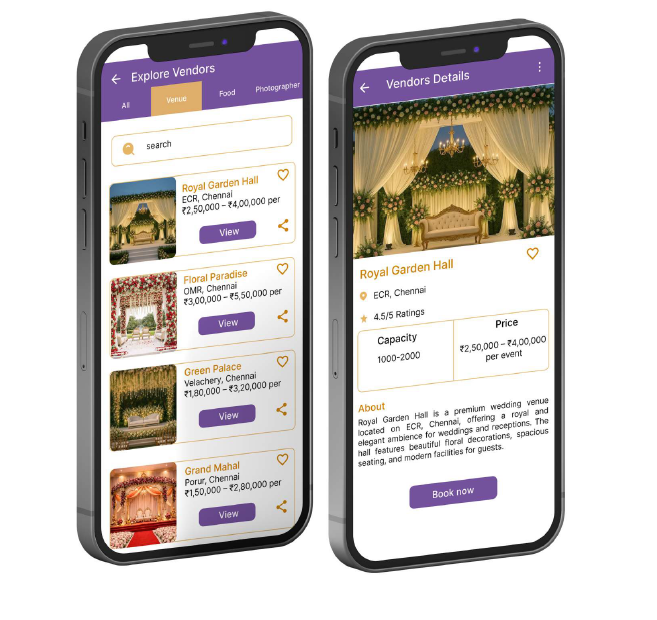 Explore Vendors
All
Venue
Food
Photographer
search
Royal Garden Hall
ECR, Chennai
₹2,50,000 – ₹4,00,000 per
View
Floral Paradise
OMR, Chennai
₹3,00,000 – ₹5,50,000 per
View
Green Palace
Velachery, Chennai
₹1,80,000 – ₹3,20,000 per
View
Grand Mahal
Porur, Chennai
₹1,50,000 – ₹2,80,000 per
View
Vendors Details
Royal Garden Hall
ECR, Chennai
4.5/5 Ratings
Capacity
1000-2000
Price
₹2,50,000 – ₹4,00,000
per event
About
Royal Garden Hall is a premium wedding venue
located on ECR, Chennai, offering a royal and
elegant ambience for weddings and receptions. The
hall features beautiful floral decorations, spacious
seating, and modern facilities for guests.
Book now